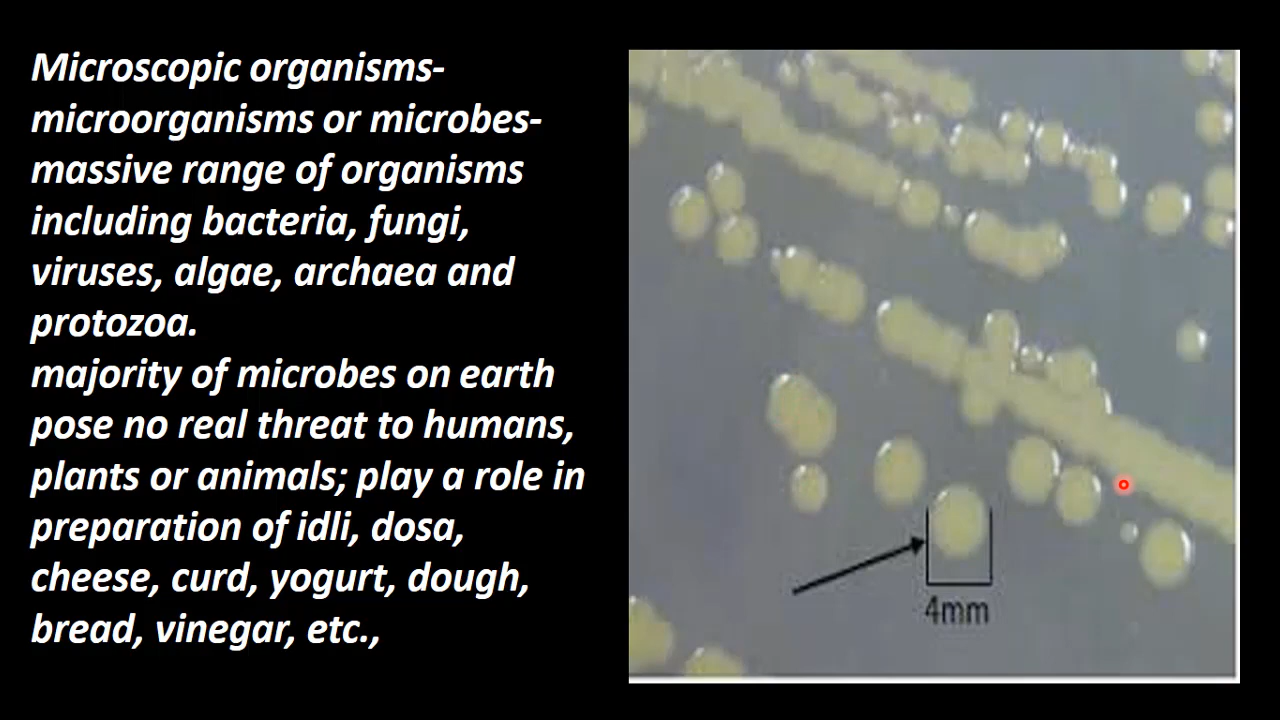 Microscopic organisms-
microorganisms or microbes-
massive range of organisms
including bacteria, fungi,
viruses, algae, archaea and
protozoa.
majority of microbes on earth
pose no real threat to humans,
plants or animals; play a role in
preparation of idli, dosa,
cheese, curd, yogurt, dough,
bread, vinegar, etc.,
4mm